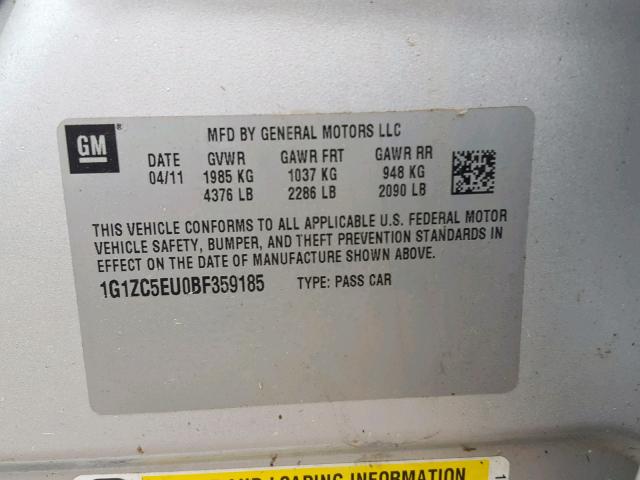 GM®
MFD BY GENERAL MOTORS LLC
DATE GVWR GAWR FRT GAWR RR
04/11 1985 KG 1037 KG 948 KG
4376 LB 2286 LB 2090 LB
THIS VEHICLE CONFORMS TO ALL APPLICABLE U.S. FEDERAL MOTOR
VEHICLE SAFETY, BUMPER, AND THEFT PREVENTION STANDARDS IN
EFFECT ON THE DATE OF MANUFACTURE SHOWN ABOVE.
1G1ZC5EU0BF359185 TYPE: PASS CAR
AND LOADING INFORMATION